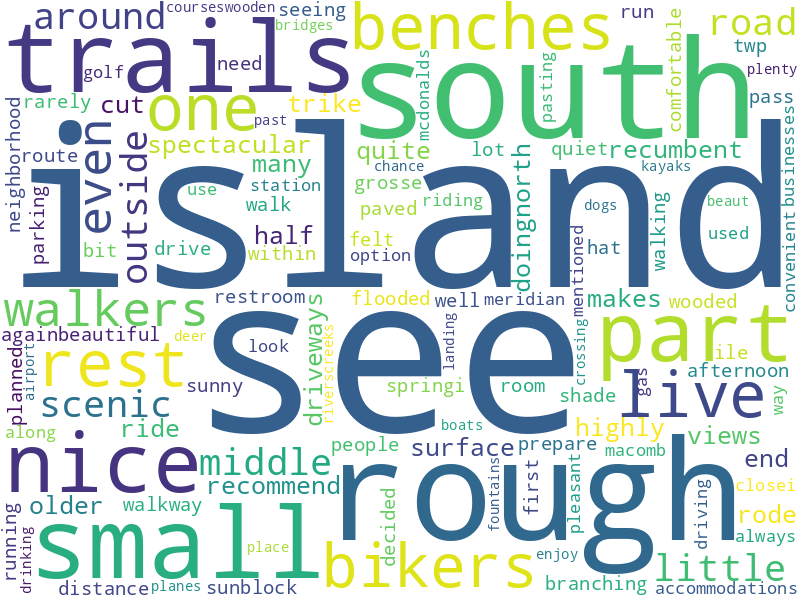 courseswooden
seeing
run
around
bridges
benches
road
trails
golf
need
twp
south
plenty
rarely
cut
one
trike
mcdonalds
pasting
comfortable
pass
neighborhood
past
even
outside
spectacular
quite
lot
quiet
recumbent
businesses
route
many
chance
kayaks
island
station
grosse
doingnorth
parking
use
walk
paved
riding
dogs
beaut
half
felt
walking
used
bit
drive
within
option
hat
mentioned
convenient
walkers
restroom
flooded
well
meridian
makes
wooded
see
part
againbeautiful
driveways
deer
look
landing
crossing
ile
planned
airport
rest
riverscreeks
room
shade
gas
afternoon
sunny
springi
live
way
scenic
along
ride
boats
highly
views
nice
middle
people
surface
prepare
rough
macomb
end
older
walkway
recommend
decided
fountains
first
pleasant
driving
closei
rode
running
drinking
small
place
always
bikers
enjoy
little
distance
planes
sunblock
branching
accommodations